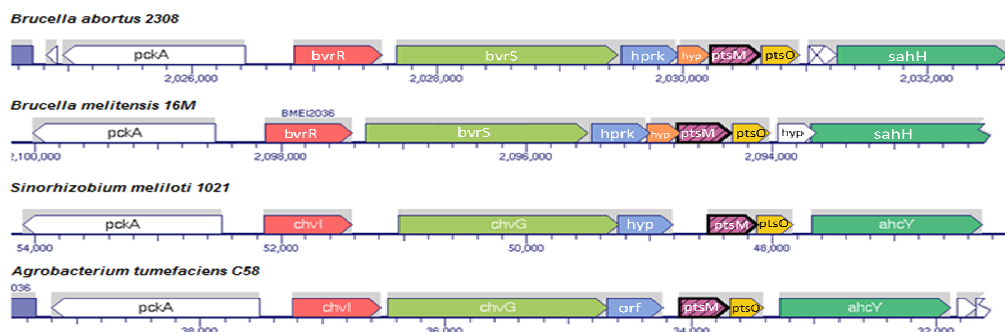 Brucella abortus 2308
pckA bvrR bvrS hprk hyp ptsM ptsO sahH
2,026,000 2,028,000 2,030,000 2,032,000
Brucella melitensis 16M
BMEI2036
pckA bvrR bvrS hprk hyp ptsM ptsO hyp sahH
2,100,000 2,098,000 2,096,000 2,094,000
Sinorhizobium meliloti 1021
pckA chvI chvG hyp ptsM ptsO ahcY
54,000 52,000 50,000 48,000
Agrobacterium tumefaciens C58
036
pckA chvI chvG orf ptsM ptsO ahcY
38,000 36,000 34,000 32,000